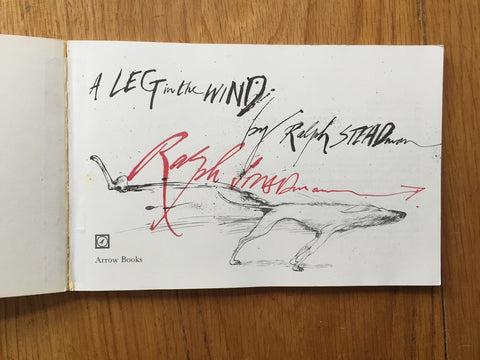 A LEG in the WIND.
by Ralph STEADman
Ralph STEADman
Arrow Books